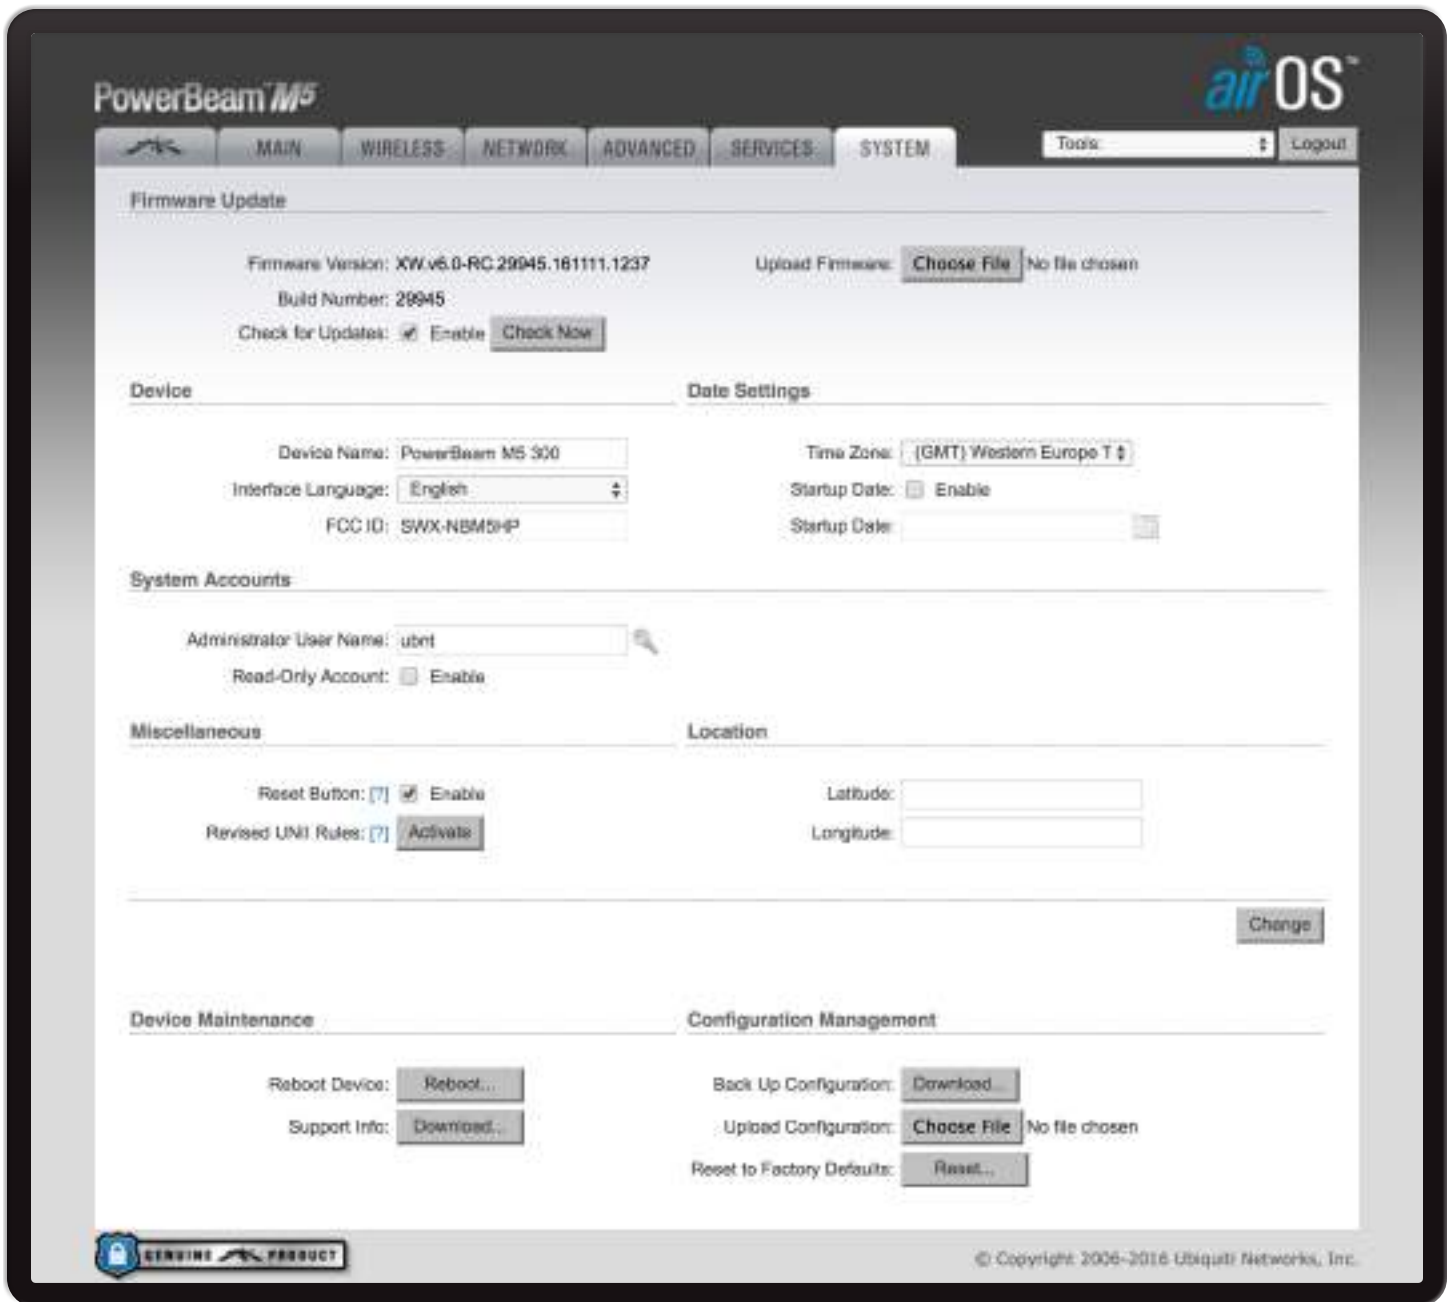 PowerBeam™ M5
airOS™
MAIN WIRELESS NETWORK ADVANCED SERVICES SYSTEM Tools: Logout
Firmware Update
Firmware Version: XW.v6.0-RC.29945.161111.1237 Upload Firmware: Choose File No file chosen
Build Number: 29945
Check for Updates: Enable Check Now
Device Date Settings
Device Name: PowerBeam M5 300 Time Zone: (GMT) Western Europe T
Interface Language: English Startup Date: Enable
FCC ID: SWX-NBM5HP Startup Date:
System Accounts
Administrator User Name: ubnt
Read-Only Account: Enable
Miscellaneous Location
Reset Button: [?] Enable Latitude:
Revised UNII Rules: [?] Activate Longitude:
Change
Device Maintenance Configuration Management
Reboot Device: Reboot... Back Up Configuration: Download...
Support Info: Download... Upload Configuration: Choose File No file chosen
Reset to Factory Defaults: Reset...
GENUINE PRODUCT © Copyright 2006-2016 Ubiquiti Networks, Inc.